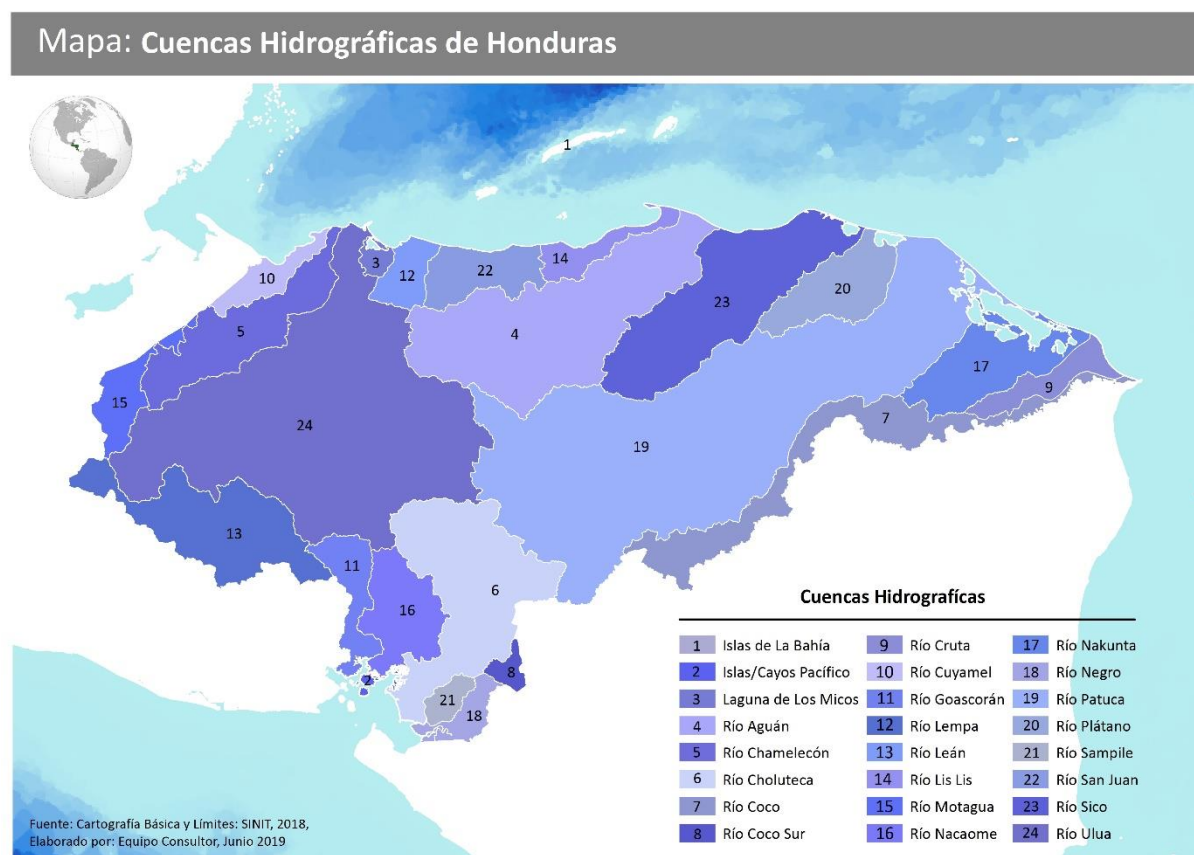 Mapa: Cuencas Hidrográficas de Honduras
1
10
3
12
22
14
5
4
23
20
15
24
19
17
9
7
13
11
16
6
2
8
21
18
Cuencas Hidrografícas
1 Islas de La Bahía
2 Islas/Cayos Pacífico
3 Laguna de Los Micos
4 Río Aguán
5 Río Chamelecón
6 Río Choluteca
7 Río Coco
8 Río Coco Sur
9 Río Cruta
10 Río Cuyamel
11 Río Goascorán
12 Río Lempa
13 Río Leán
14 Río Lis Lis
15 Río Motagua
16 Río Nacaome
17 Río Nakunta
18 Río Negro
19 Río Patuca
20 Río Plátano
21 Río Sampile
22 Río San Juan
23 Río Sico
24 Río Ulua
Fuente: Cartografía Básica y Límites: SINIT, 2018,
Elaborado por: Equipo Consultor, Junio 2019